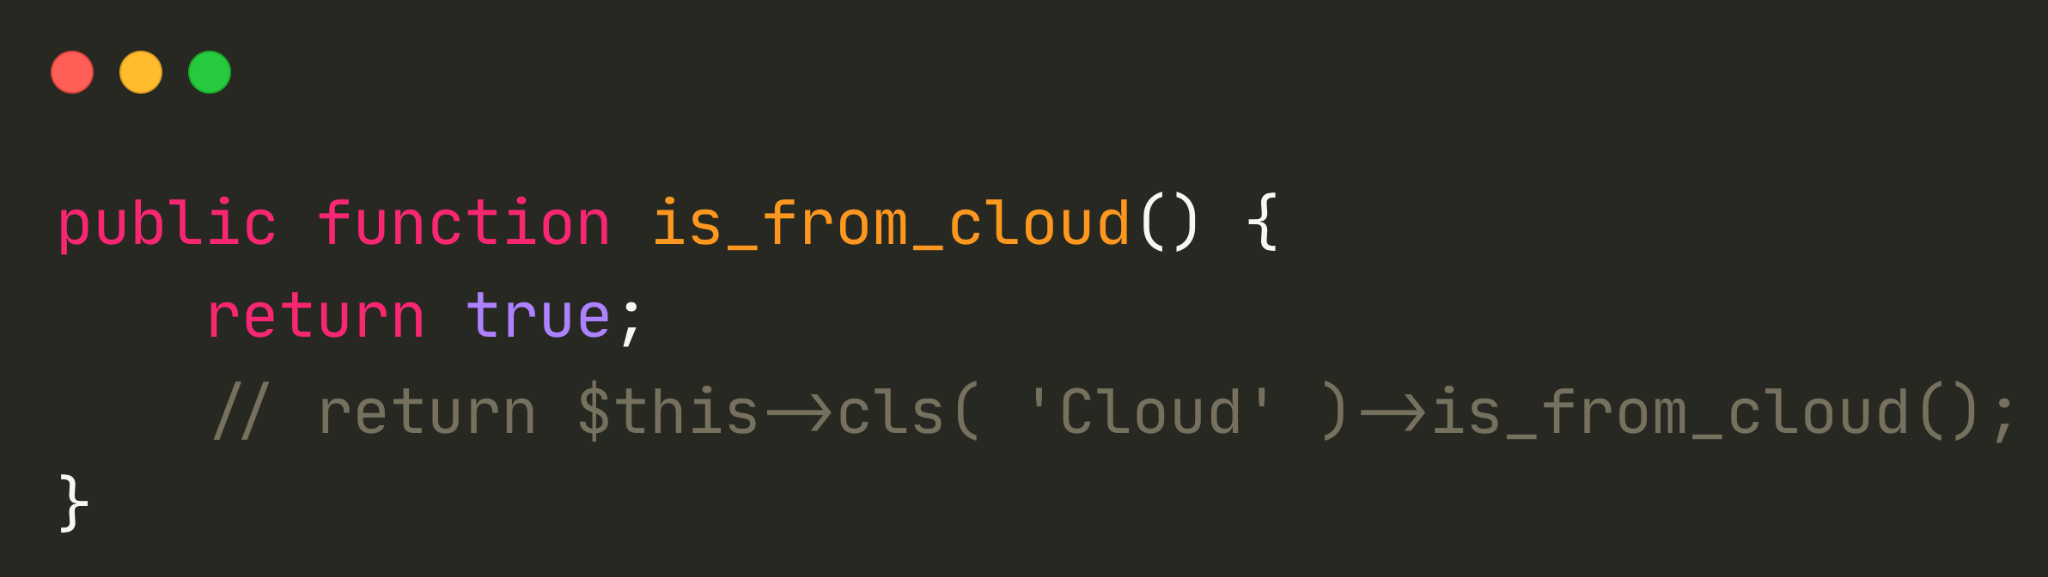 public function is_from_cloud() {
    return true;
    // return $this->cls( 'Cloud' )->is_from_cloud();
}